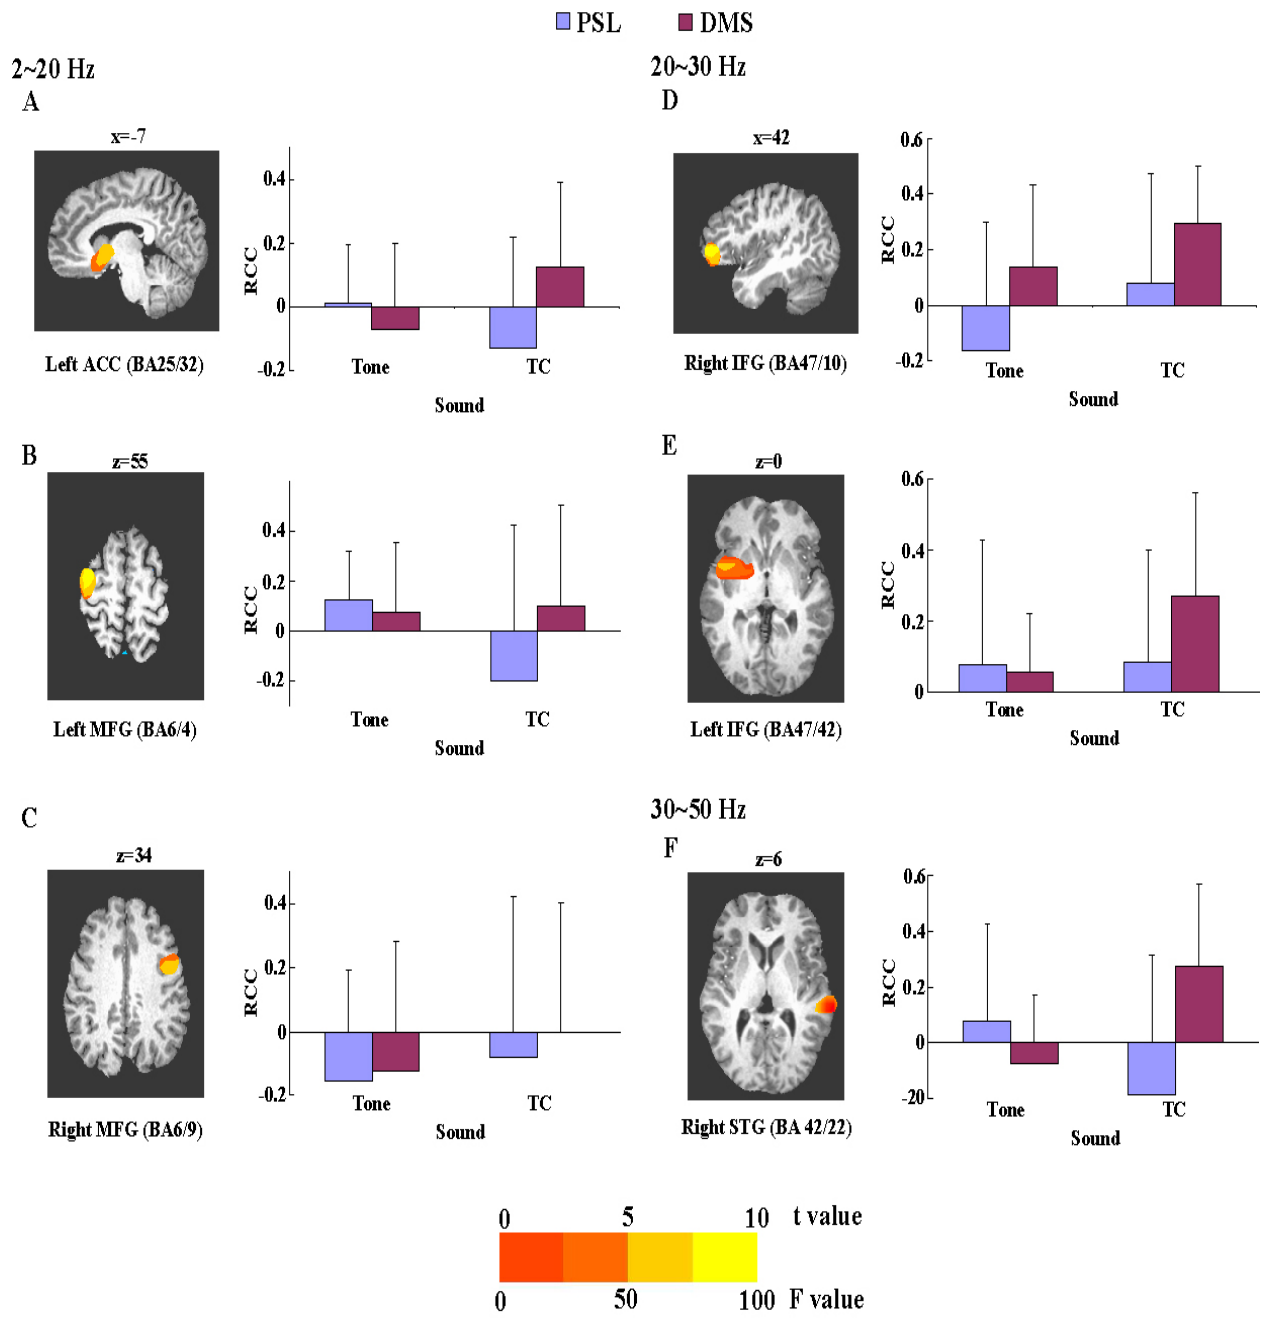 PSL DMS
2~20 Hz
A
x=-7
0.4
0.2
0
-0.2
RCC
Tone TC
Sound
Left ACC (BA25/32)
B
z=55
0.4
0.2
0
-0.2
RCC
Tone TC
Sound
Left MFG (BA6/4)
C
z=34
0.4
0.2
0
-0.2
RCC
Tone TC
Sound
Right MFG (BA6/9)
20~30 Hz
D
x=42
0.6
0.4
0.2
0
-0.2
RCC
Tone TC
Sound
Right IFG (BA47/10)
E
z=0
0.6
0.4
0.2
0
RCC
Tone TC
Sound
Left IFG (BA47/42)
30~50 Hz
F
z=6
0.6
0.4
0.2
0
-20
RCC
Tone TC
Sound
Right STG (BA 42/22)
0 5 10 t value
0 50 100 F value